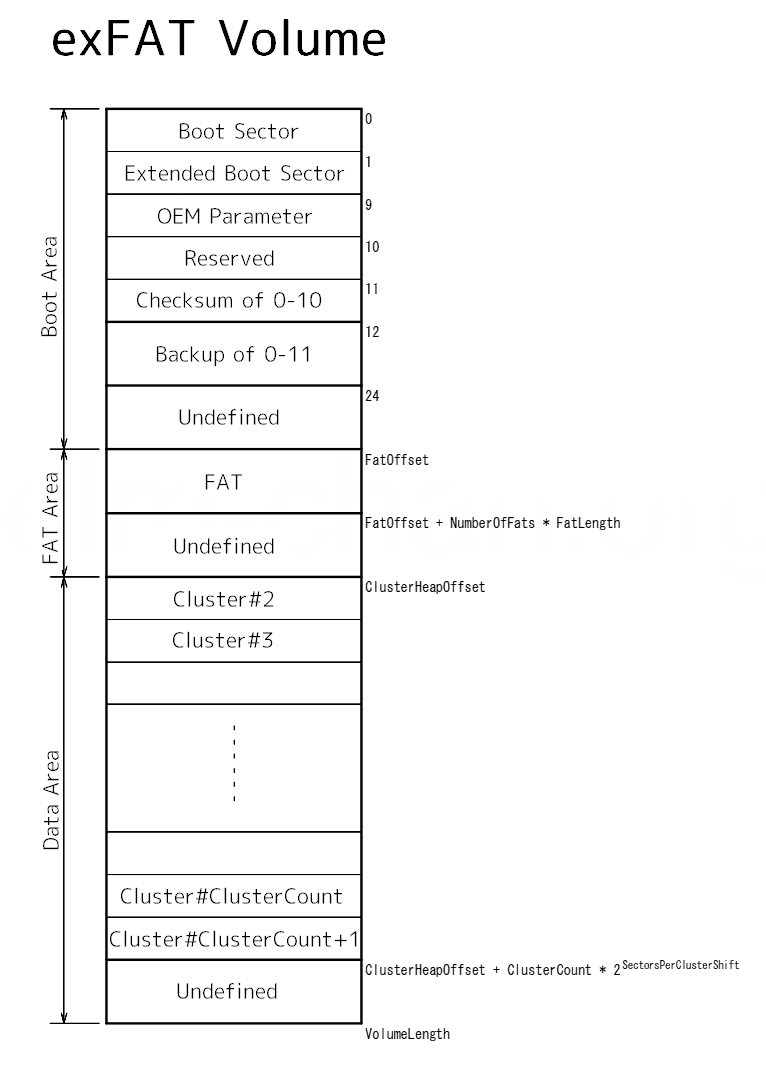 exFAT Volume
0
Boot Sector
1
Extended Boot Sector
9
OEM Parameter
10
Reserved
11
Checksum of 0-10
12
Backup of 0-11
24
Undefined
Boot Area
FatOffset
FAT
FatOffset + NumberOfFats * FatLength
Undefined
FAT Area
ClusterHeapOffset
Cluster#2
Cluster#3
Data Area
Cluster#ClusterCount
Cluster#ClusterCount+1
ClusterHeapOffset + ClusterCount * 2^SectorsPerClusterShift
Undefined
VolumeLength